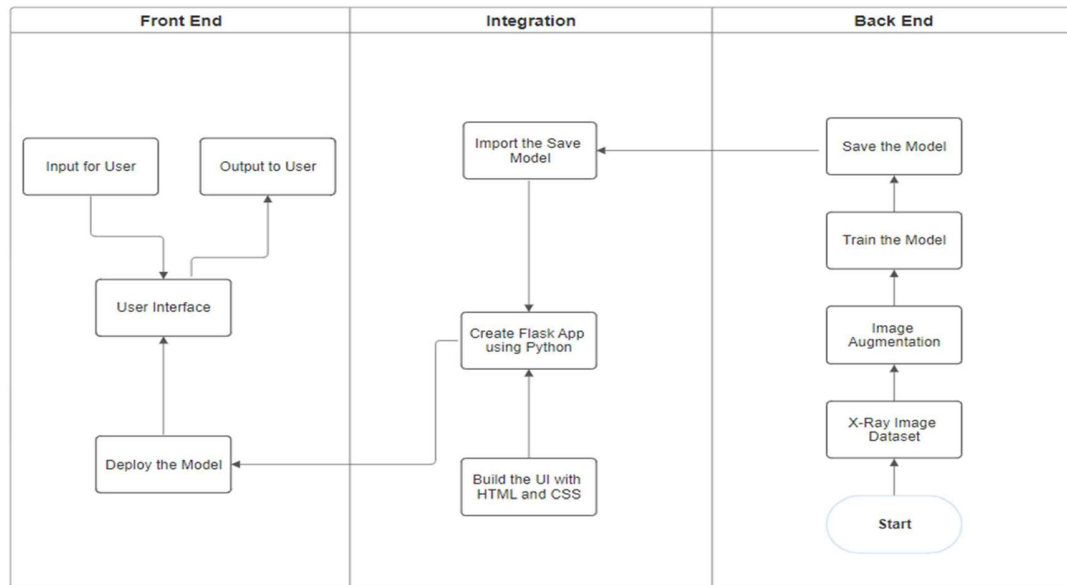 Front End
Integration
Back End
Input for User
Output to User
User Interface
Deploy the Model
Import the Save
Model
Create Flask App
using Python
Build the UI with
HTML and CSS
Save the Model
Train the Model
Image
Augmentation
X-Ray Image
Dataset
Start